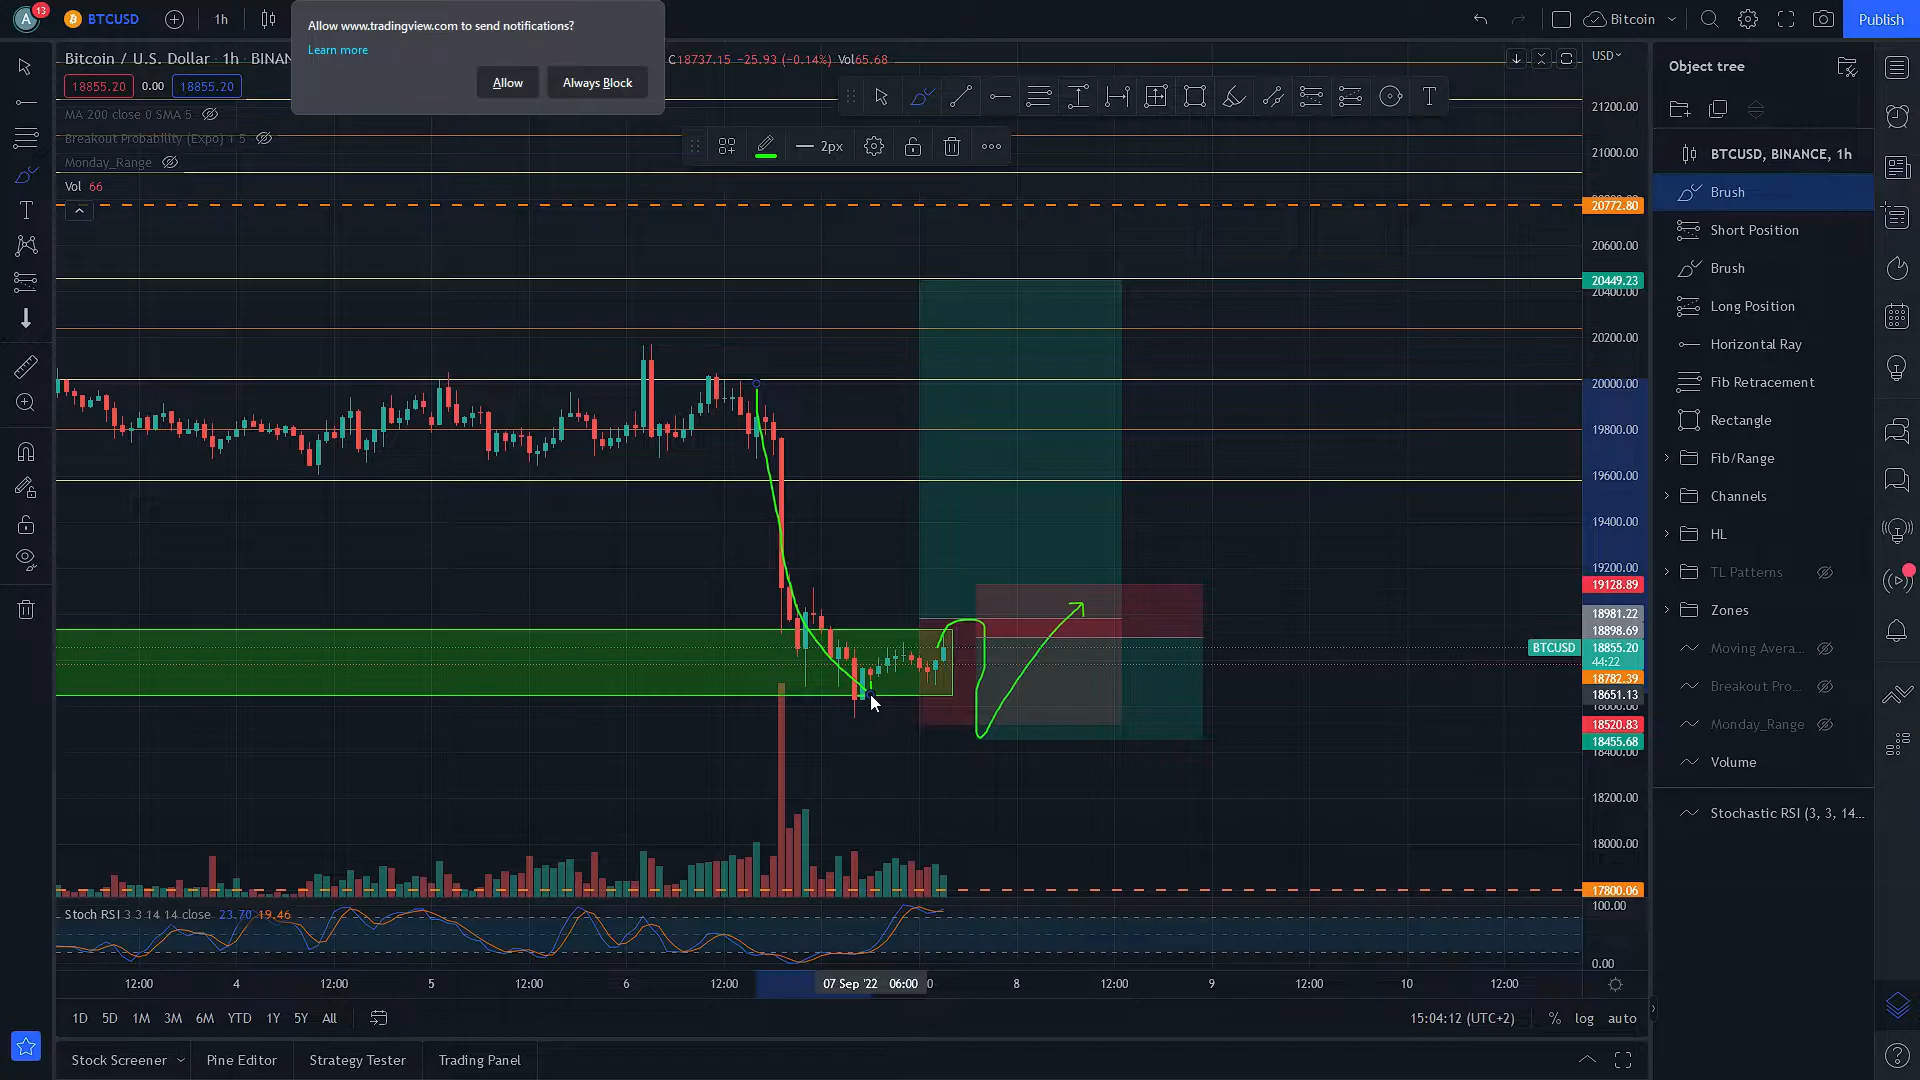 A 13 BTCUSD 1h Bitcoin Publish
Allow www.tradingview.com to send notifications?
Learn more
Allow Always Block
Bitcoin / U.S. Dollar · 1h · BINAN C18737.15 −25.93 (−0.14%) Vol65.68 USD
18855.20 0.00 18855.20
MA 200 close 0 SMA 5
Breakout Probability (Expo) 1 5
Monday_Range
Vol 66
2px
21200.00
21000.00
20772.80
20600.00
20449.23
20400.00
20200.00
20000.00
19800.00
19600.00
19400.00
19200.00
19128.89
18981.22
18898.69
BTCUSD 18855.20
44:22
18782.39
18651.13
18600.00
18520.83
18455.68
18400.00
18200.00
18000.00
17800.06
100.00
0.00
Stoch RSI 3 3 14 14 close 23.70 19.46
12:00 4 12:00 5 12:00 6 12:00 07 Sep '22 06:00 8 12:00 9 12:00 10 12:00
1D 5D 1M 3M 6M YTD 1Y 5Y All 15:04:12 (UTC+2) % log auto
Stock Screener Pine Editor Strategy Tester Trading Panel
Object tree
BTCUSD, BINANCE, 1h
Brush
Short Position
Brush
Long Position
Horizontal Ray
Fib Retracement
Rectangle
Fib/Range
Channels
HL
TL Patterns
Zones
Moving Avera...
Breakout Pro...
Monday_Range
Volume
Stochastic RSI (3, 3, 14...